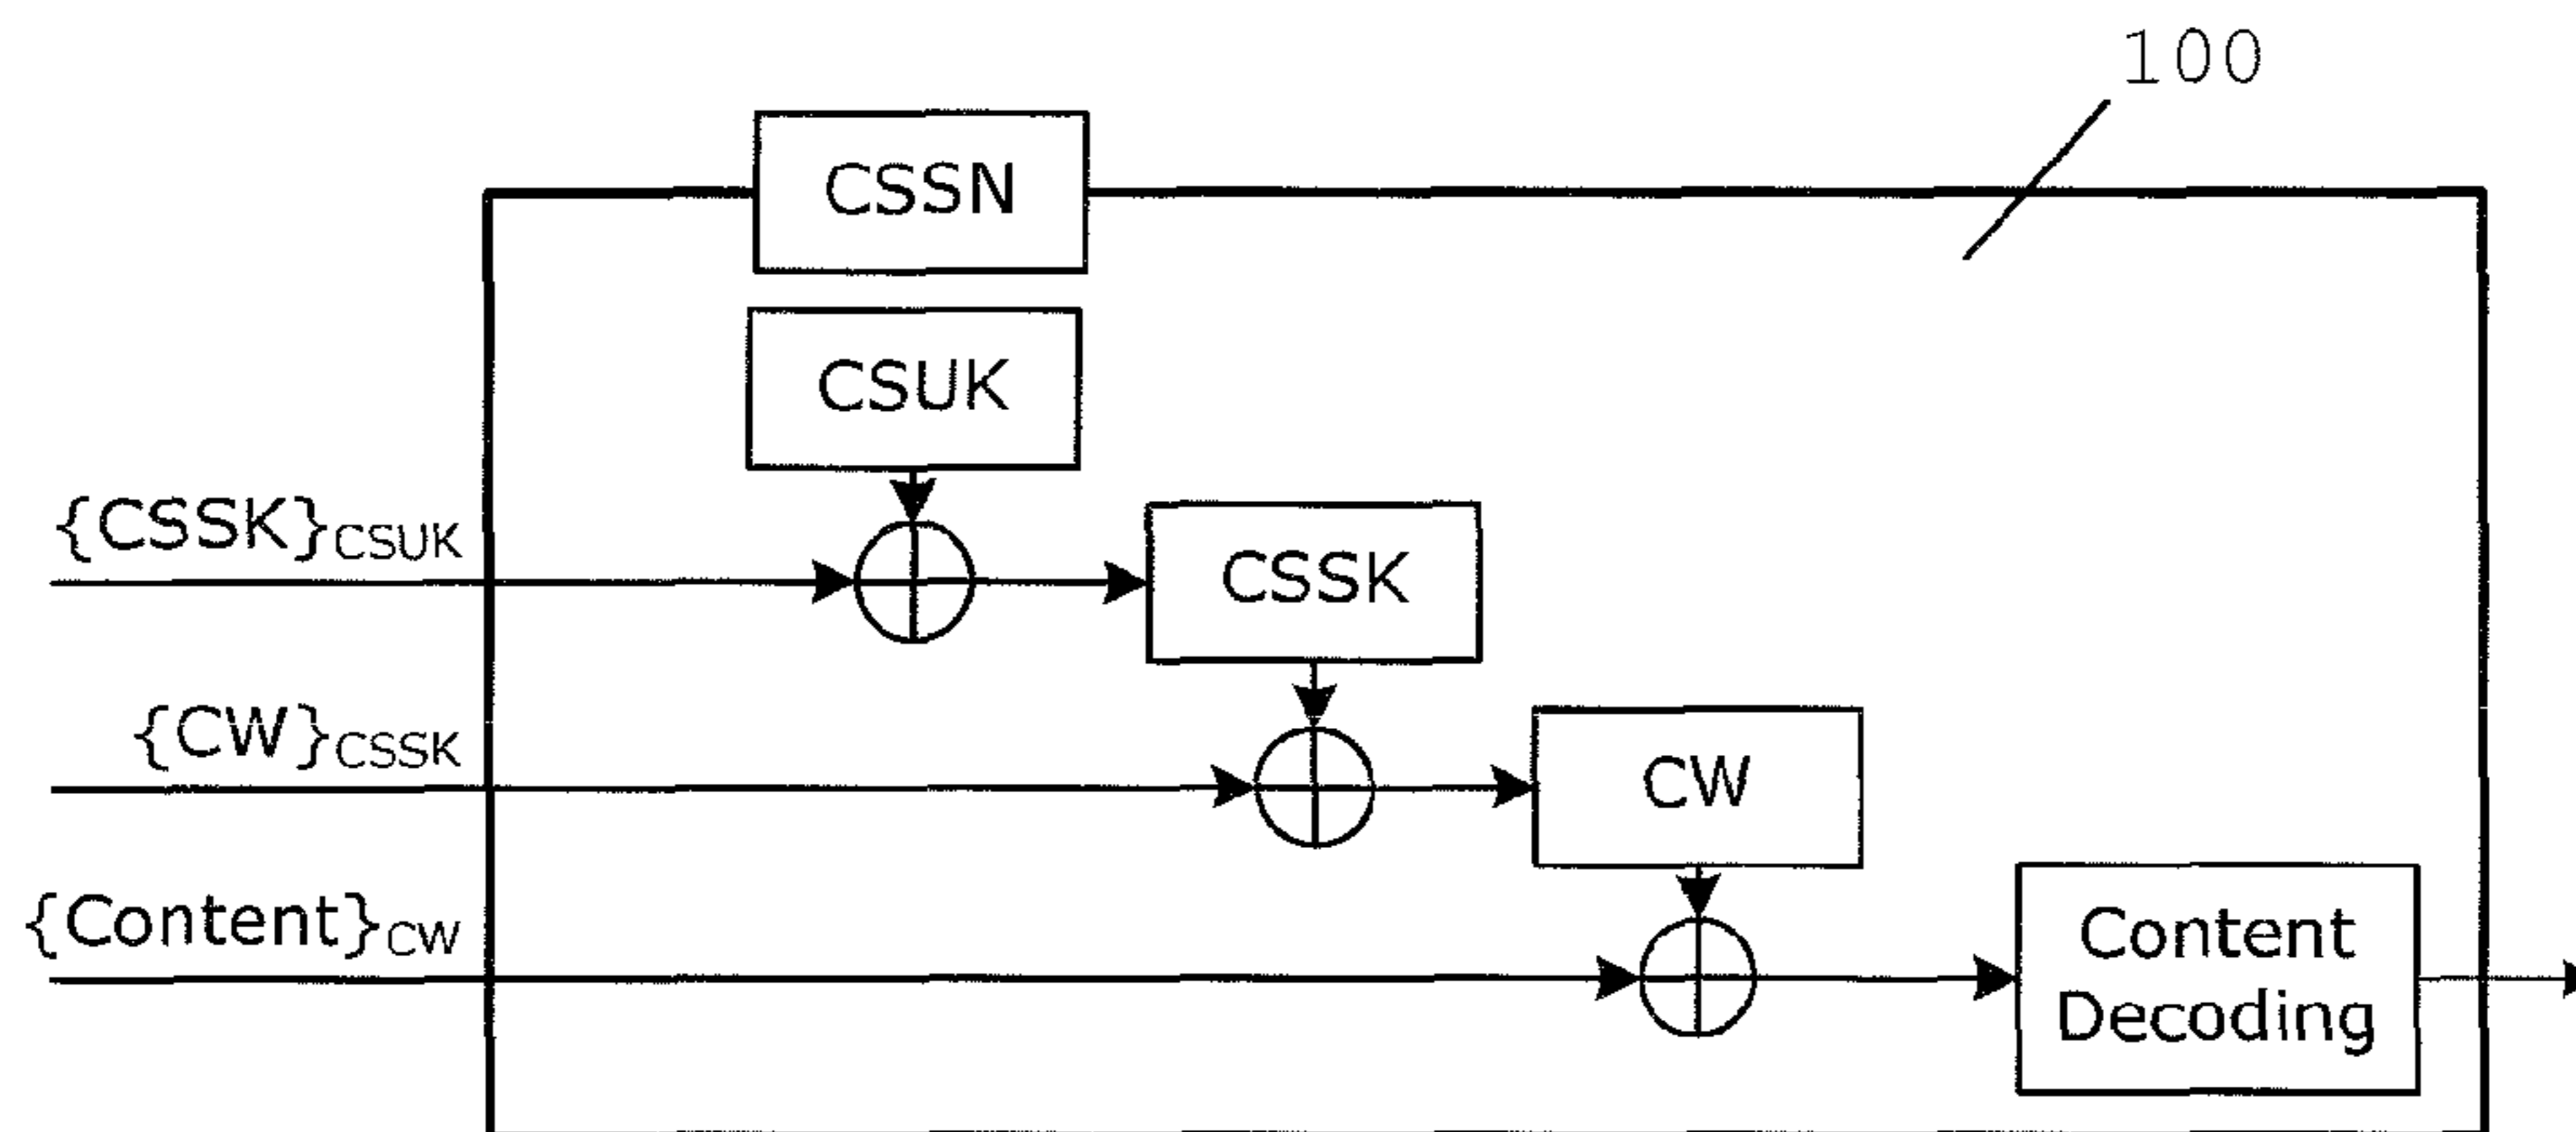 100
CSSN
CSUK
{CSSK}CSUK
CSSK
{CW}CSSK
CW
{Content}CW
Content
Decoding